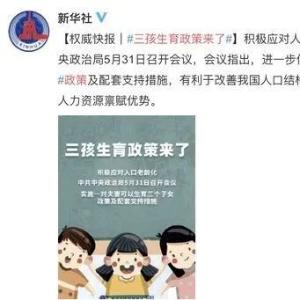 新华社
【权威快报｜#三孩生育政策来了#】积极应对人
央政治局5月31日召开会议，会议指出，进一步
#政策及配套支持措施，有利于改善我国人口结构
人力资源禀赋优势。
三孩生育政策来了
积极应对人口老龄化
中共中央政治局5月31日召开会议
实施一对夫妻可以生育三个子女
政策及配套支持措施